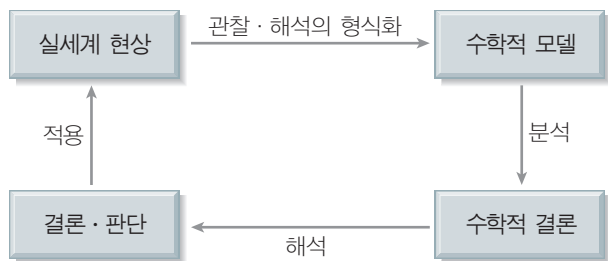 실세계 현상
관찰 · 해석의 형식화
수학적 모델
적용
분석
결론 · 판단
해석
수학적 결론